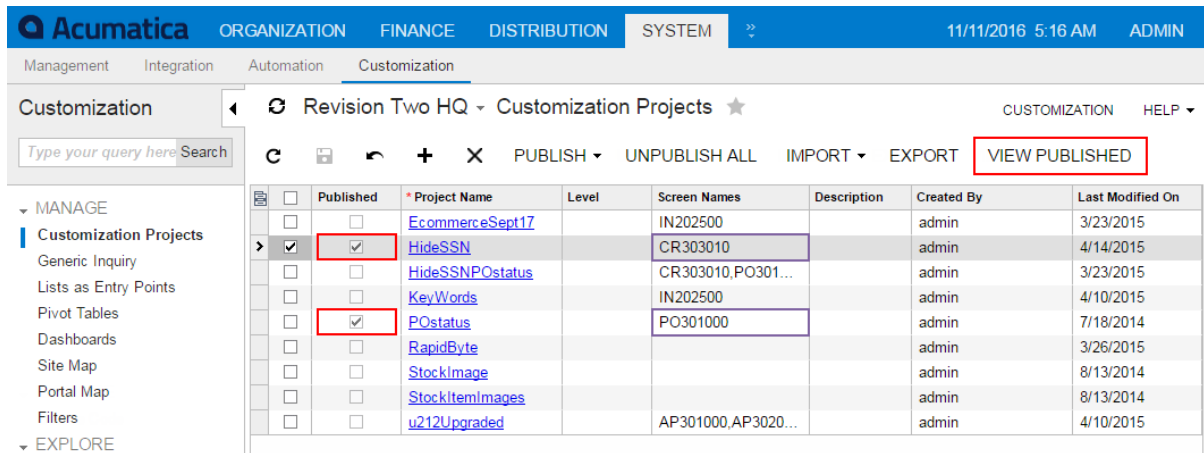 Acumatica ORGANIZATION FINANCE DISTRIBUTION SYSTEM 11/11/2016 5:16 AM ADMIN
Management Integration Automation Customization
Customization Revision Two HQ Customization Projects CUSTOMIZATION HELP
Type your query here Search PUBLISH UNPUBLISH ALL IMPORT EXPORT VIEW PUBLISHED
Published * Project Name Level Screen Names Description Created By Last Modified On
MANAGE
Customization Projects
Generic Inquiry
Lists as Entry Points
Pivot Tables
Dashboards
Site Map
Portal Map
Filters
EXPLORE
EcommerceSept17 IN202500 admin 3/23/2015
HideSSN CR303010 admin 4/14/2015
HideSSNPOstatus CR303010,PO301... admin 3/23/2015
KeyWords IN202500 admin 4/10/2015
POstatus PO301000 admin 7/18/2014
RapidByte admin 3/26/2015
StockImage admin 8/13/2014
StockItemImages admin 8/13/2014
u212Upgraded AP301000,AP3020... admin 4/10/2015